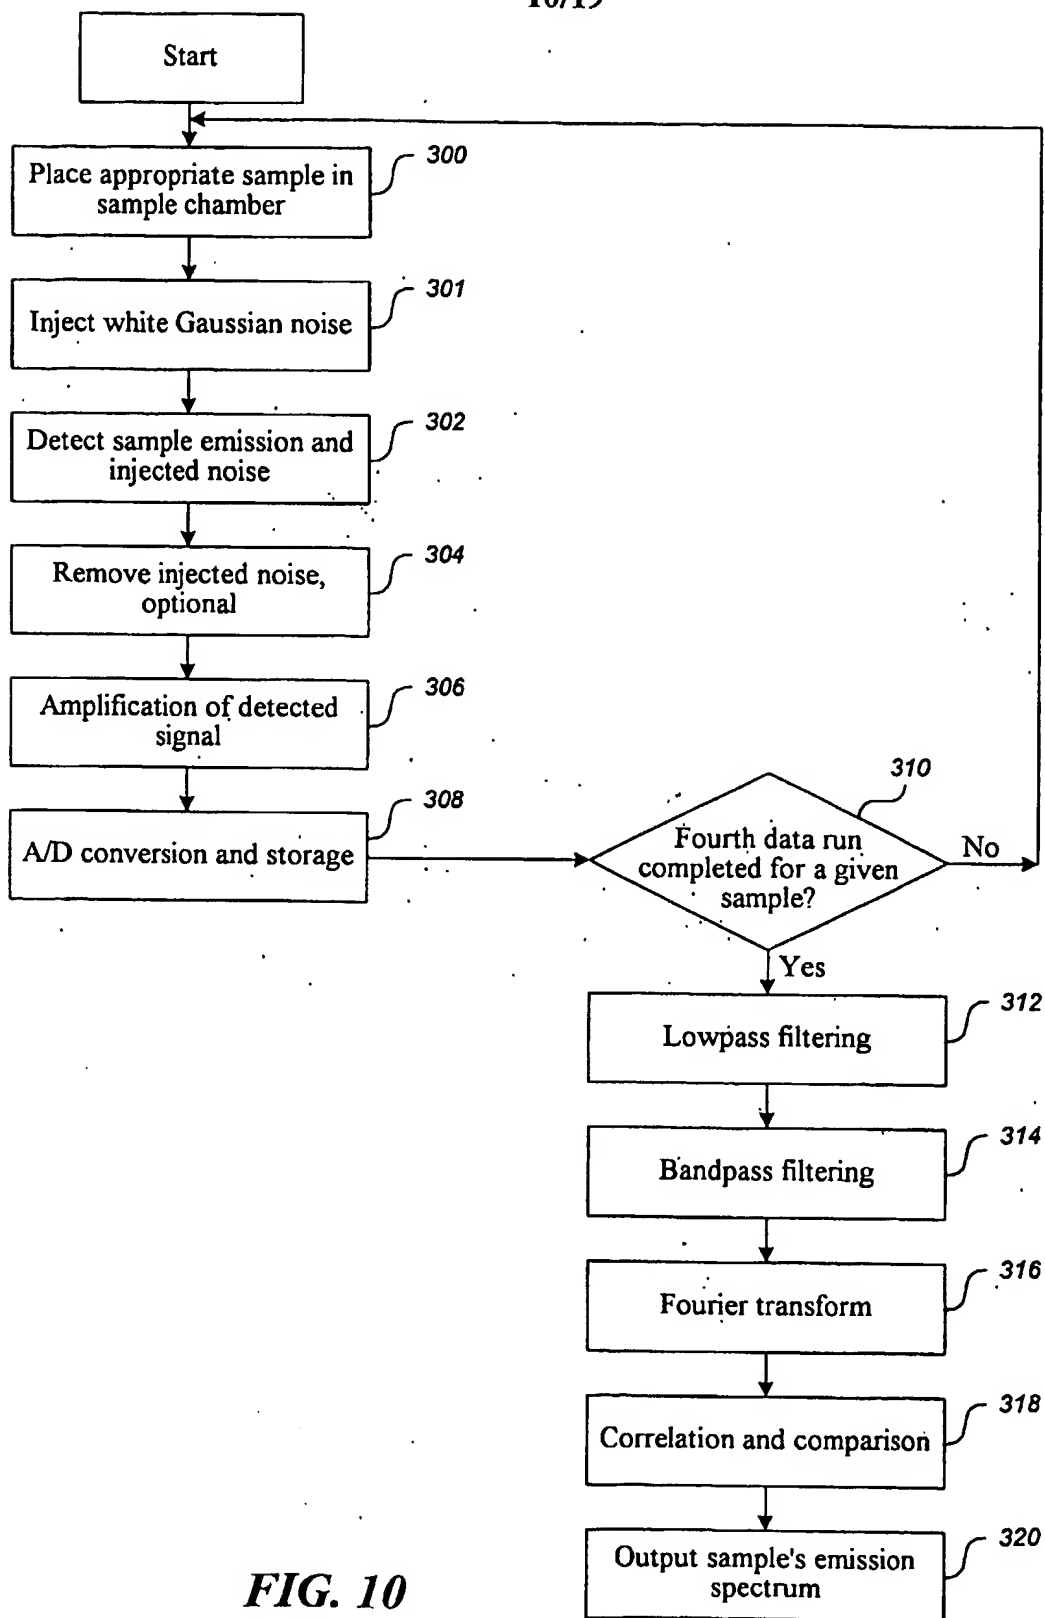 10/19
Start
Place appropriate sample in
sample chamber
300
Inject white Gaussian noise
301
Detect sample emission and
injected noise
302
Remove injected noise,
optional
304
Amplification of detected
signal
306
A/D conversion and storage
308
Fourth data run
completed for a given
sample?
310
No
Yes
Lowpass filtering
312
Bandpass filtering
314
Fourier transform
316
Correlation and comparison
318
Output sample's emission
spectrum
320
FIG. 10